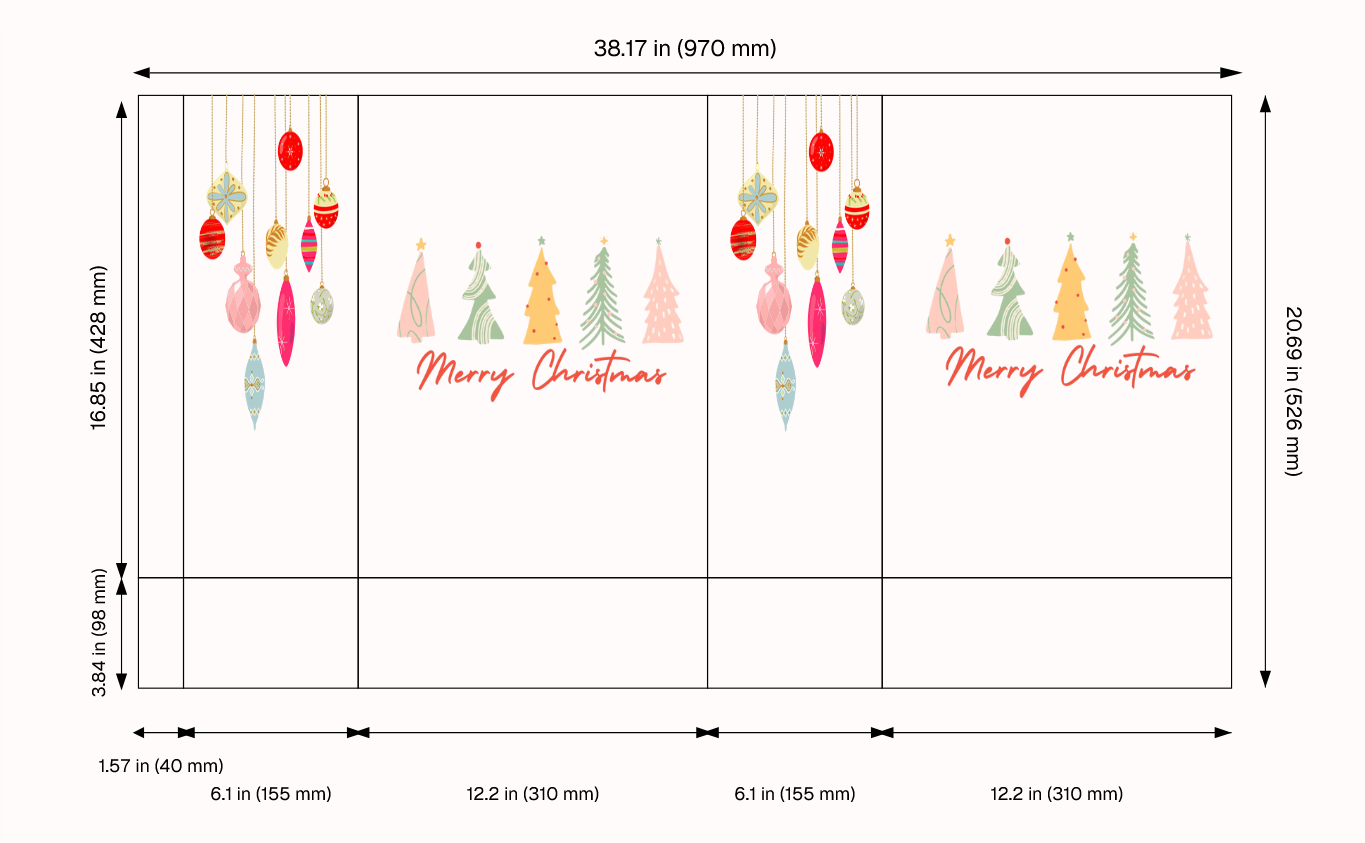 38.17 in (970 mm)
16.85 in (428 mm)
20.69 in (526 mm)
Merry Christmas
Merry Christmas
3.84 in (98 mm)
1.57 in (40 mm)
6.1 in (155 mm)
12.2 in (310 mm)
6.1 in (155 mm)
12.2 in (310 mm)